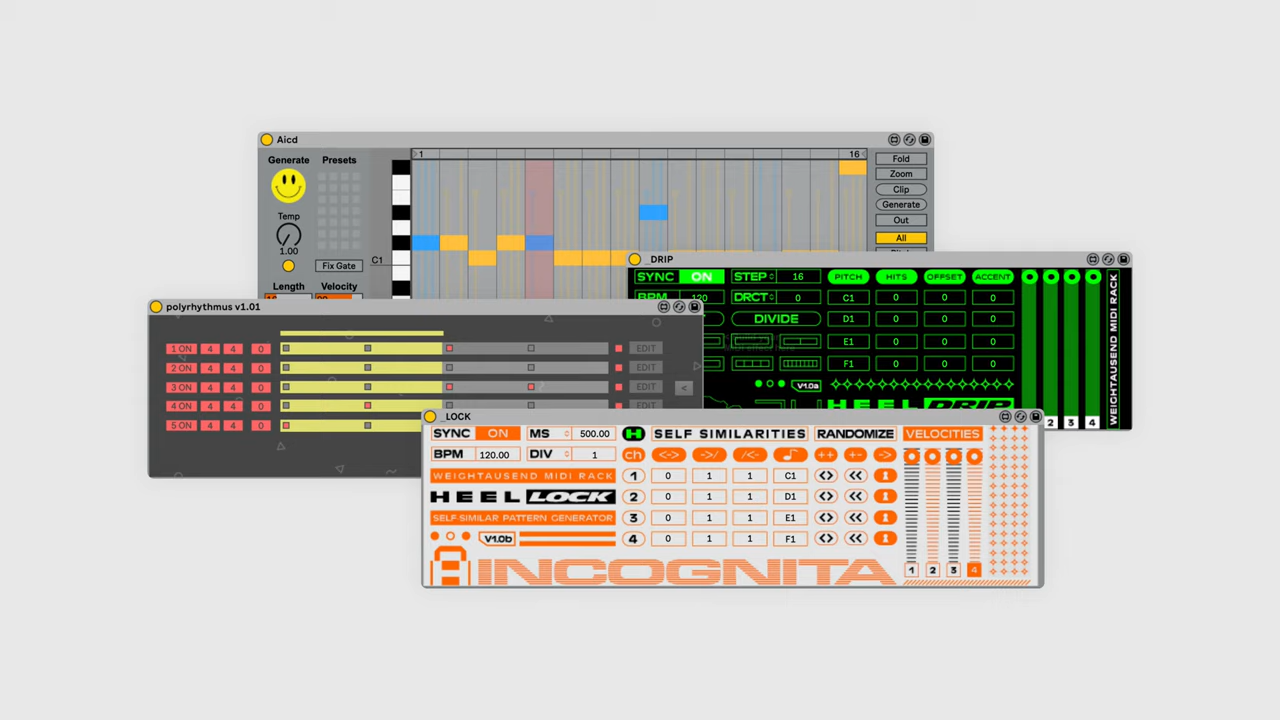 Aicd
Generate Presets
Temp
1.00
Fix Gate
Length Velocity
C1
1 16
Fold
Zoom
Clip
Generate
Out
All
_DRIP
SYNC ON STEP 16 PITCH HITS OFFSET ACCENT
BPM 120 DRCT 0 C1 0 0 0
DIVIDE D1 0 0 0
E1 0 0 0
F1 0 0 0
V1.0a
HEEL DRIP
2 3 4
WEIGHTAUSEND MIDI RACK
polyrhythmus v1.01
1 ON 4 4 0 EDIT
2 ON 4 4 0 EDIT
3 ON 4 4 0 EDIT <
4 ON 4 4 0 EDIT
5 ON 4 4 0 EDIT
_LOCK
SYNC ON MS 500.00 H SELF SIMILARITIES RANDOMIZE VELOCITIES
BPM 120.00 DIV 1 ch <-> ->/ /<- ++ +- ->
WEIGHTAUSEND MIDI RACK 1 0 1 1 C1 <> <<
HEEL LOCK 2 0 1 1 D1 <> <<
SELF SIMILAR PATTERN GENERATOR 3 0 1 1 E1 <> <<
V1.0b 4 0 1 1 F1 <> <<
INCOGNITA
1 2 3 4